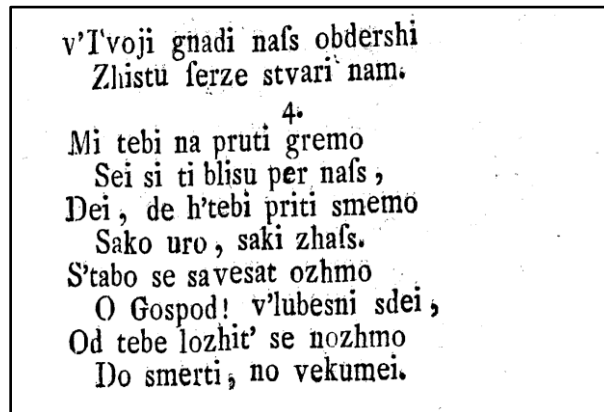 v'Tvoji gnadi naſs obdershi
Zhistu ſerze stvari nam.
4.
Mi tebi na pruti gremo
Sei si ti blisu per naſs,
Dei, de h'tebi priti smemo
Sako uro, saki zhaſs.
S'tabo se savesat ozhmo
O Gospod! v'lubesni sdei,
Od tebe lozhit' se nozhmo
Do smerti, no vekumei.